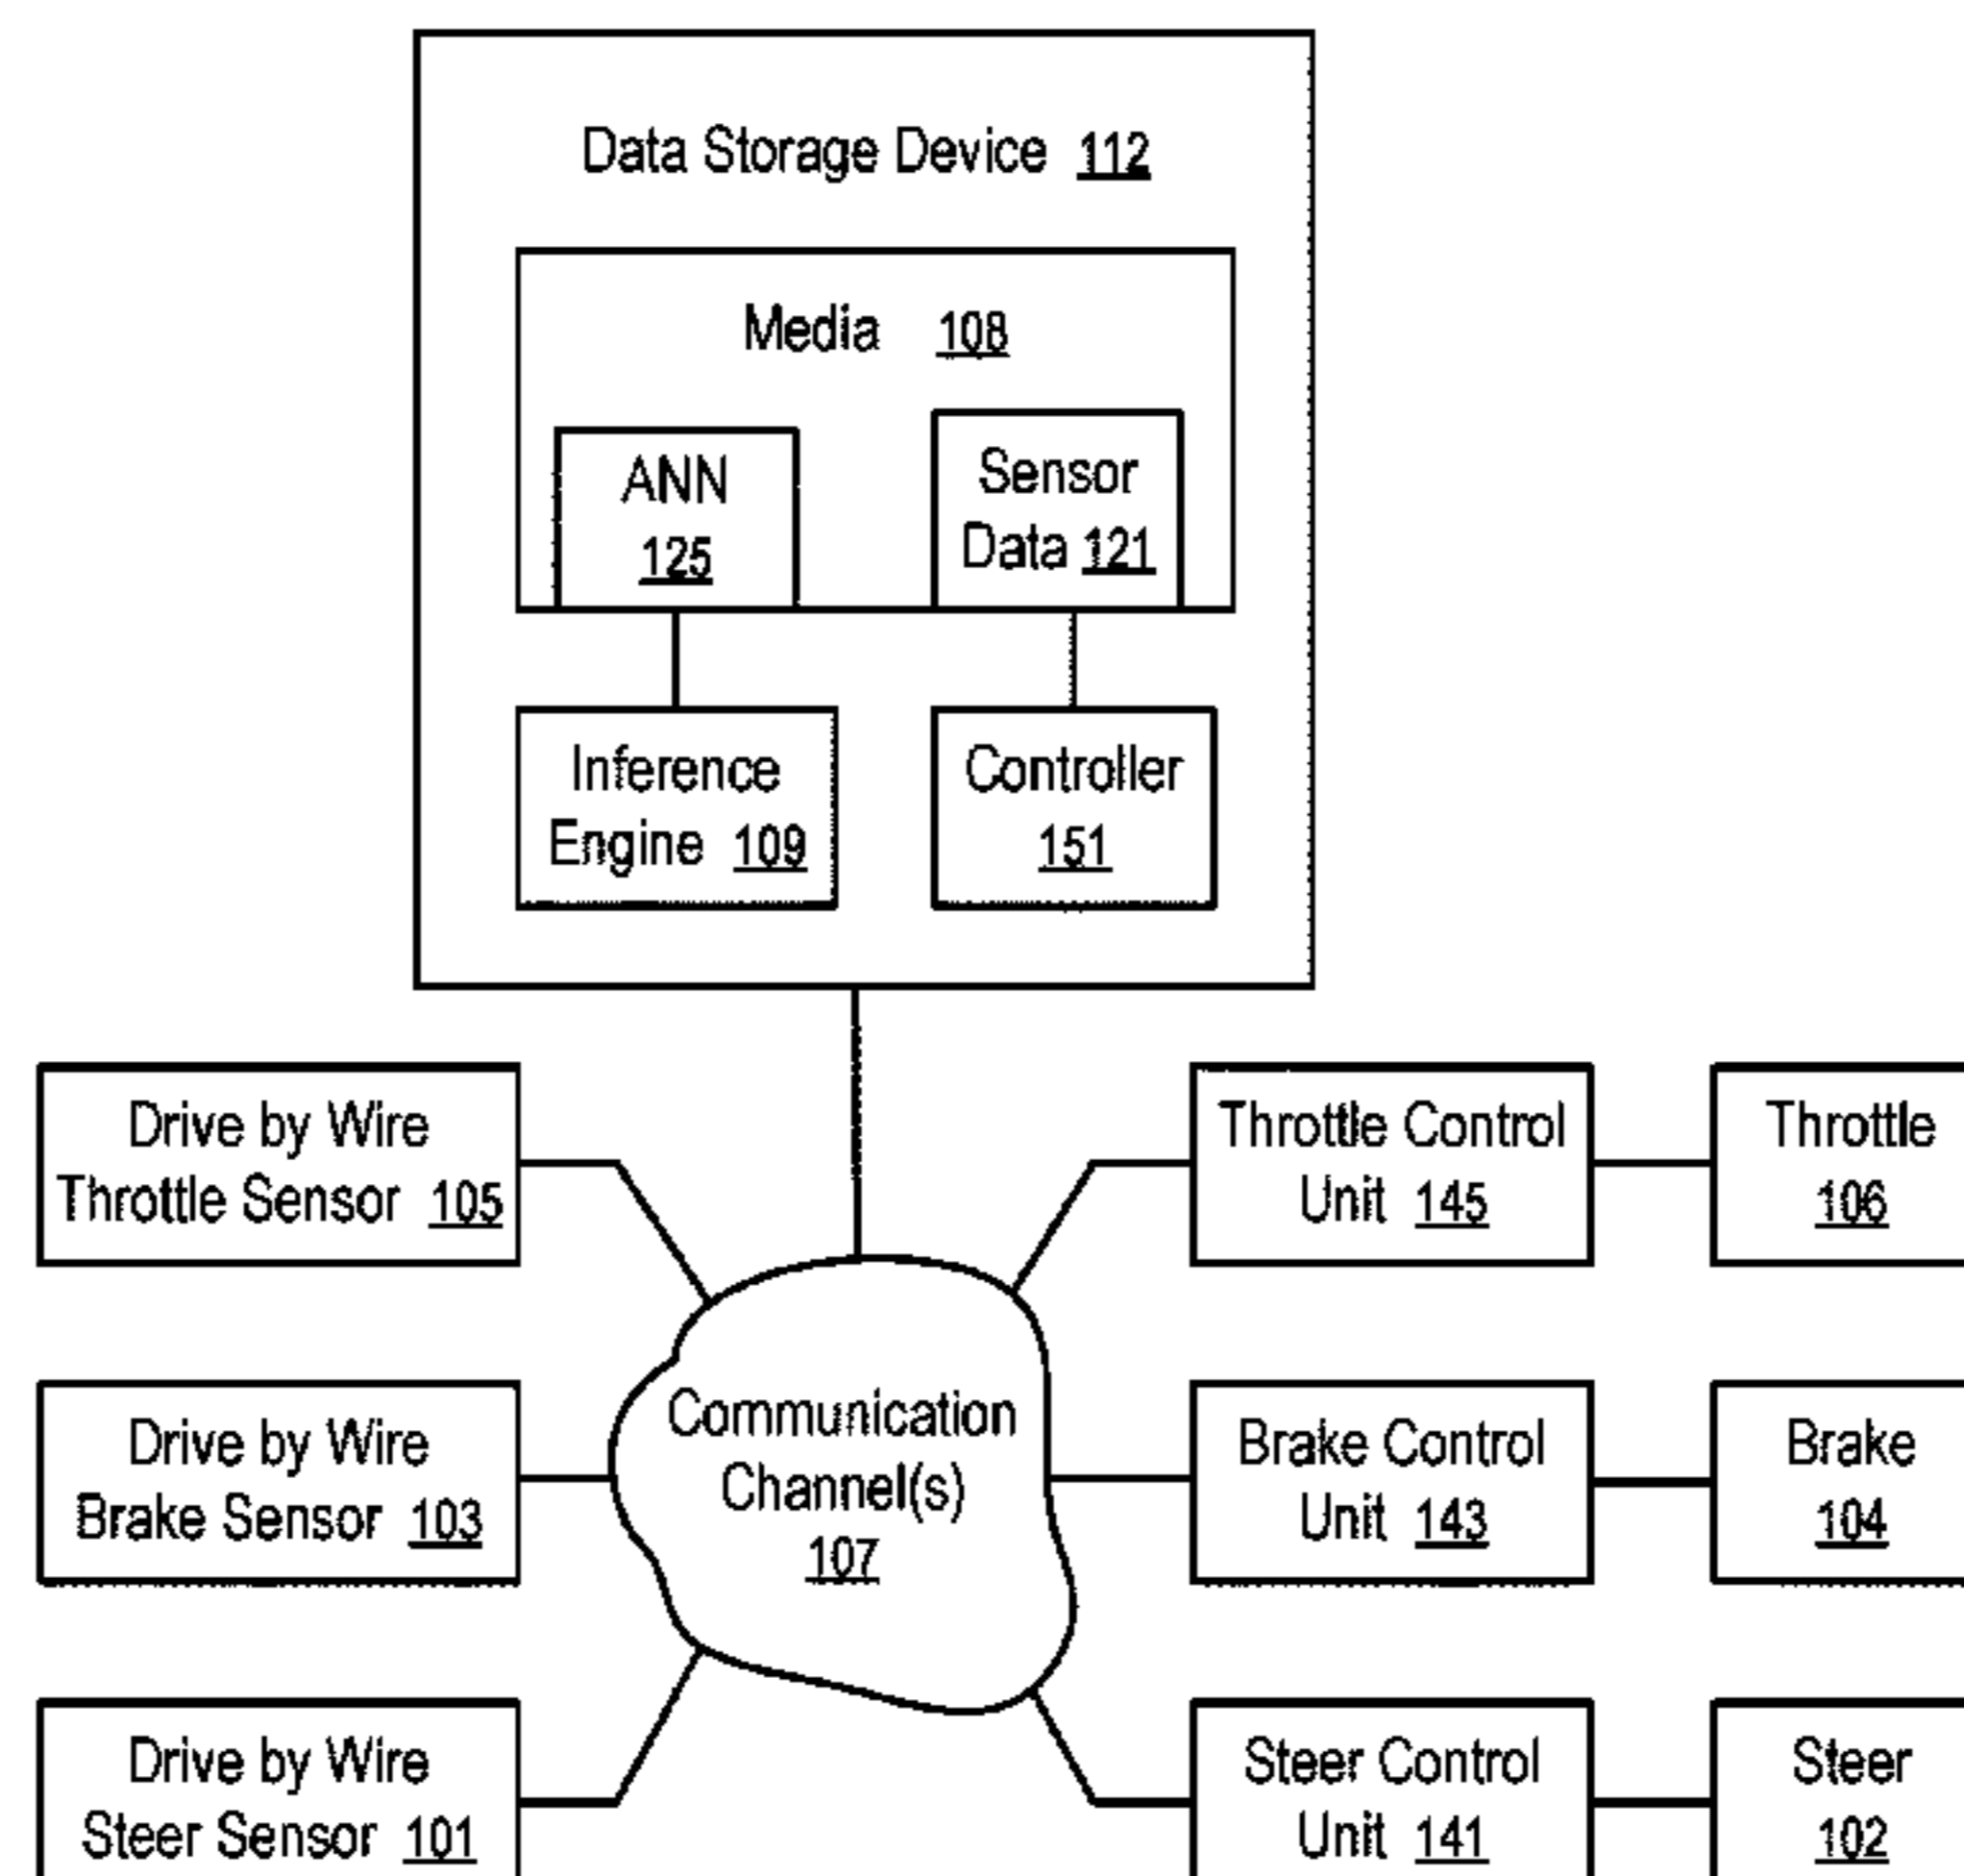 Data Storage Device 112
Media 108
ANN
125
Sensor
Data 121
Inference
Engine 109
Controller
151
Drive by Wire
Throttle Sensor 105
Throttle Control
Unit 145
Throttle
106
Drive by Wire
Brake Sensor 103
Communication
Channel(s)
107
Brake Control
Unit 143
Brake
104
Drive by Wire
Steer Sensor 101
Steer Control
Unit 141
Steer
102